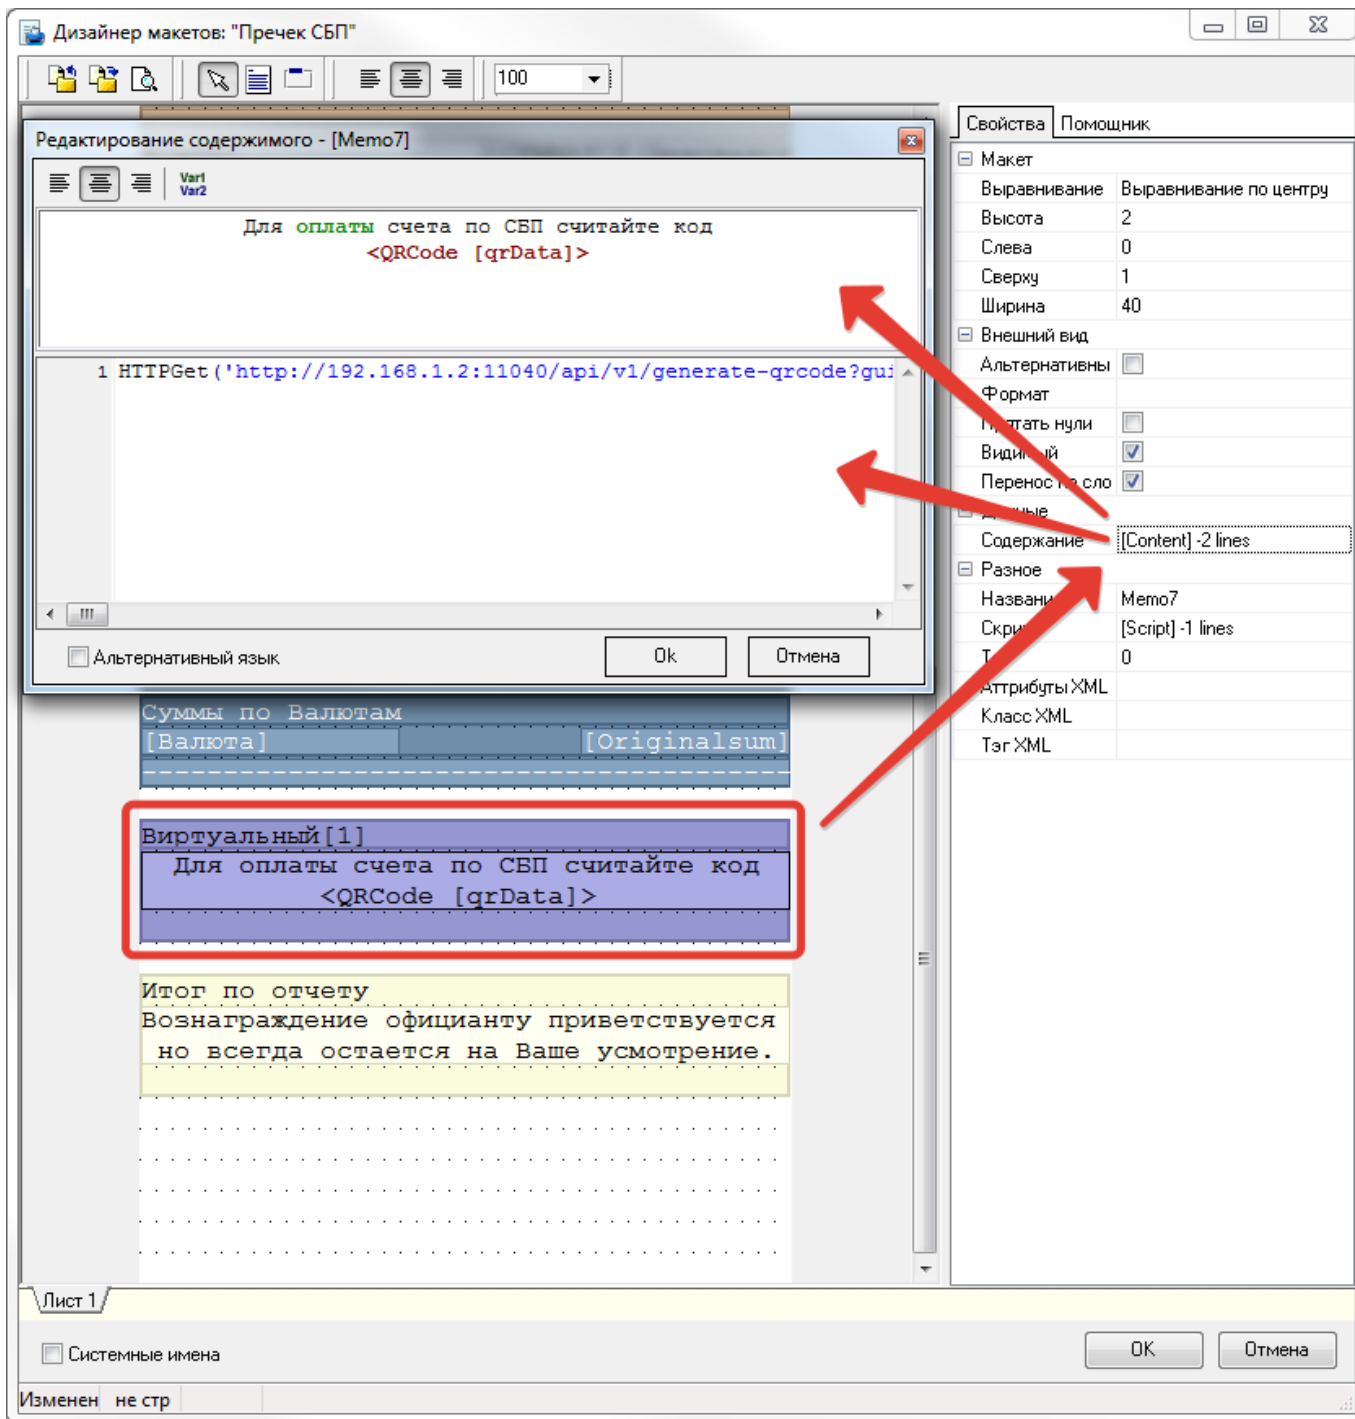 Дизайнер макетов: "Пречек СБП"
100
Редактирование содержимого - [Memo7]
Var1
Var2
Для оплаты счета по СБП считайте код
<QRCode [qrData]>
1 HTTPGet('http://192.168.1.2:11040/api/v1/generate-qrcode?gui
Альтернативный язык
Ok
Отмена
Суммы по Валютам
[Валюта] [Originalsum]
Виртуальный[1]
Для оплаты счета по СБП считайте код
<QRCode [qrData]>
Итог по отчету
Вознаграждение официанту приветствуется
но всегда остается на Ваше усмотрение.
Лист 1
Системные имена
OK
Отмена
Изменен не стр
Свойства Помощник
Макет
Выравнивание Выравнивание по центру
Высота 2
Слева 0
Сверху 1
Ширина 40
Внешний вид
Альтернативны
Формат
нули
Видимый
Перенос сло
Содержание [Content] -2 lines
Разное
Memo7
[Script] -1 lines
0
Аттрибуты XML
Класс XML
Тэг XML